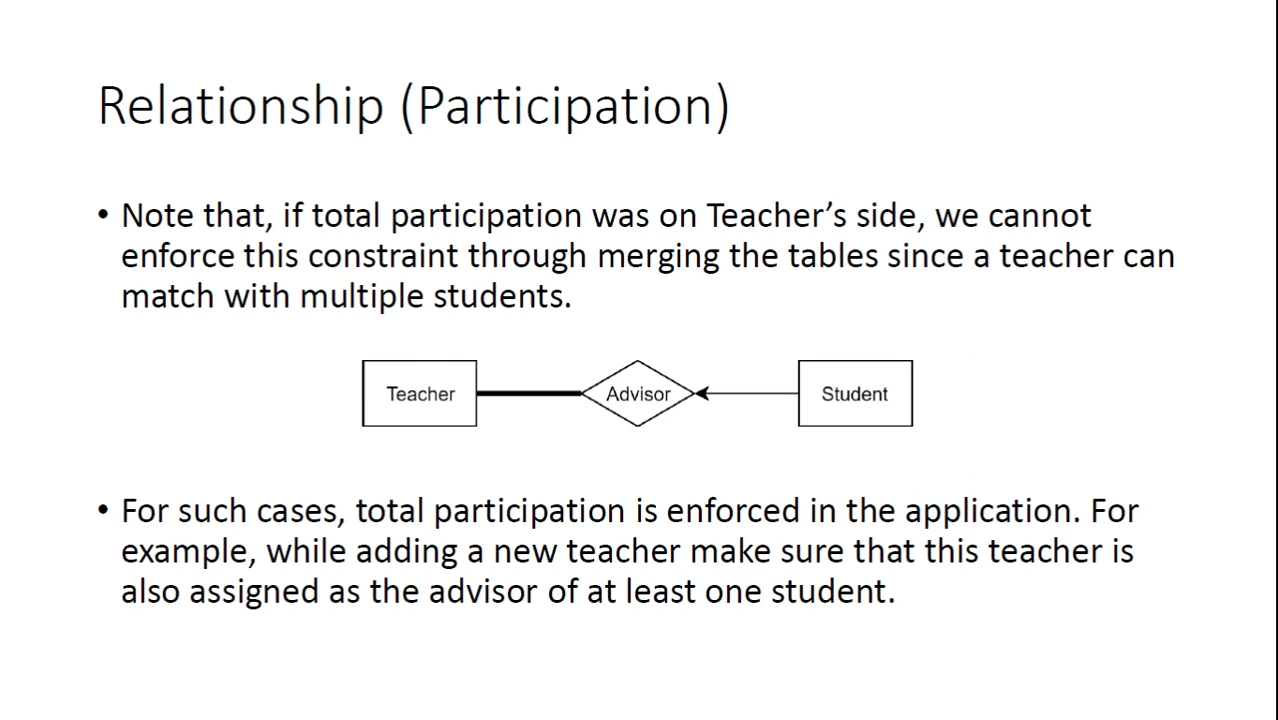 Relationship (Participation)
• Note that, if total participation was on Teacher’s side, we cannot
enforce this constraint through merging the tables since a teacher can
match with multiple students.
Teacher
Advisor
Student
• For such cases, total participation is enforced in the application. For
example, while adding a new teacher make sure that this teacher is
also assigned as the advisor of at least one student.